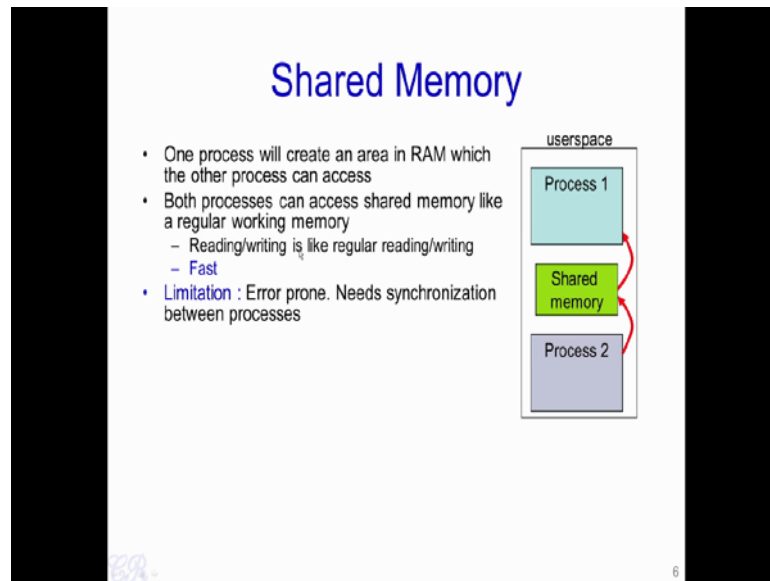 Shared Memory
• One process will create an area in RAM which
the other process can access
• Both processes can access shared memory like
a regular working memory
– Reading/writing is like regular reading/writing
– Fast
• Limitation : Error prone. Needs synchronization
between processes
userspace
Process 1
Shared
memory
Process 2
6